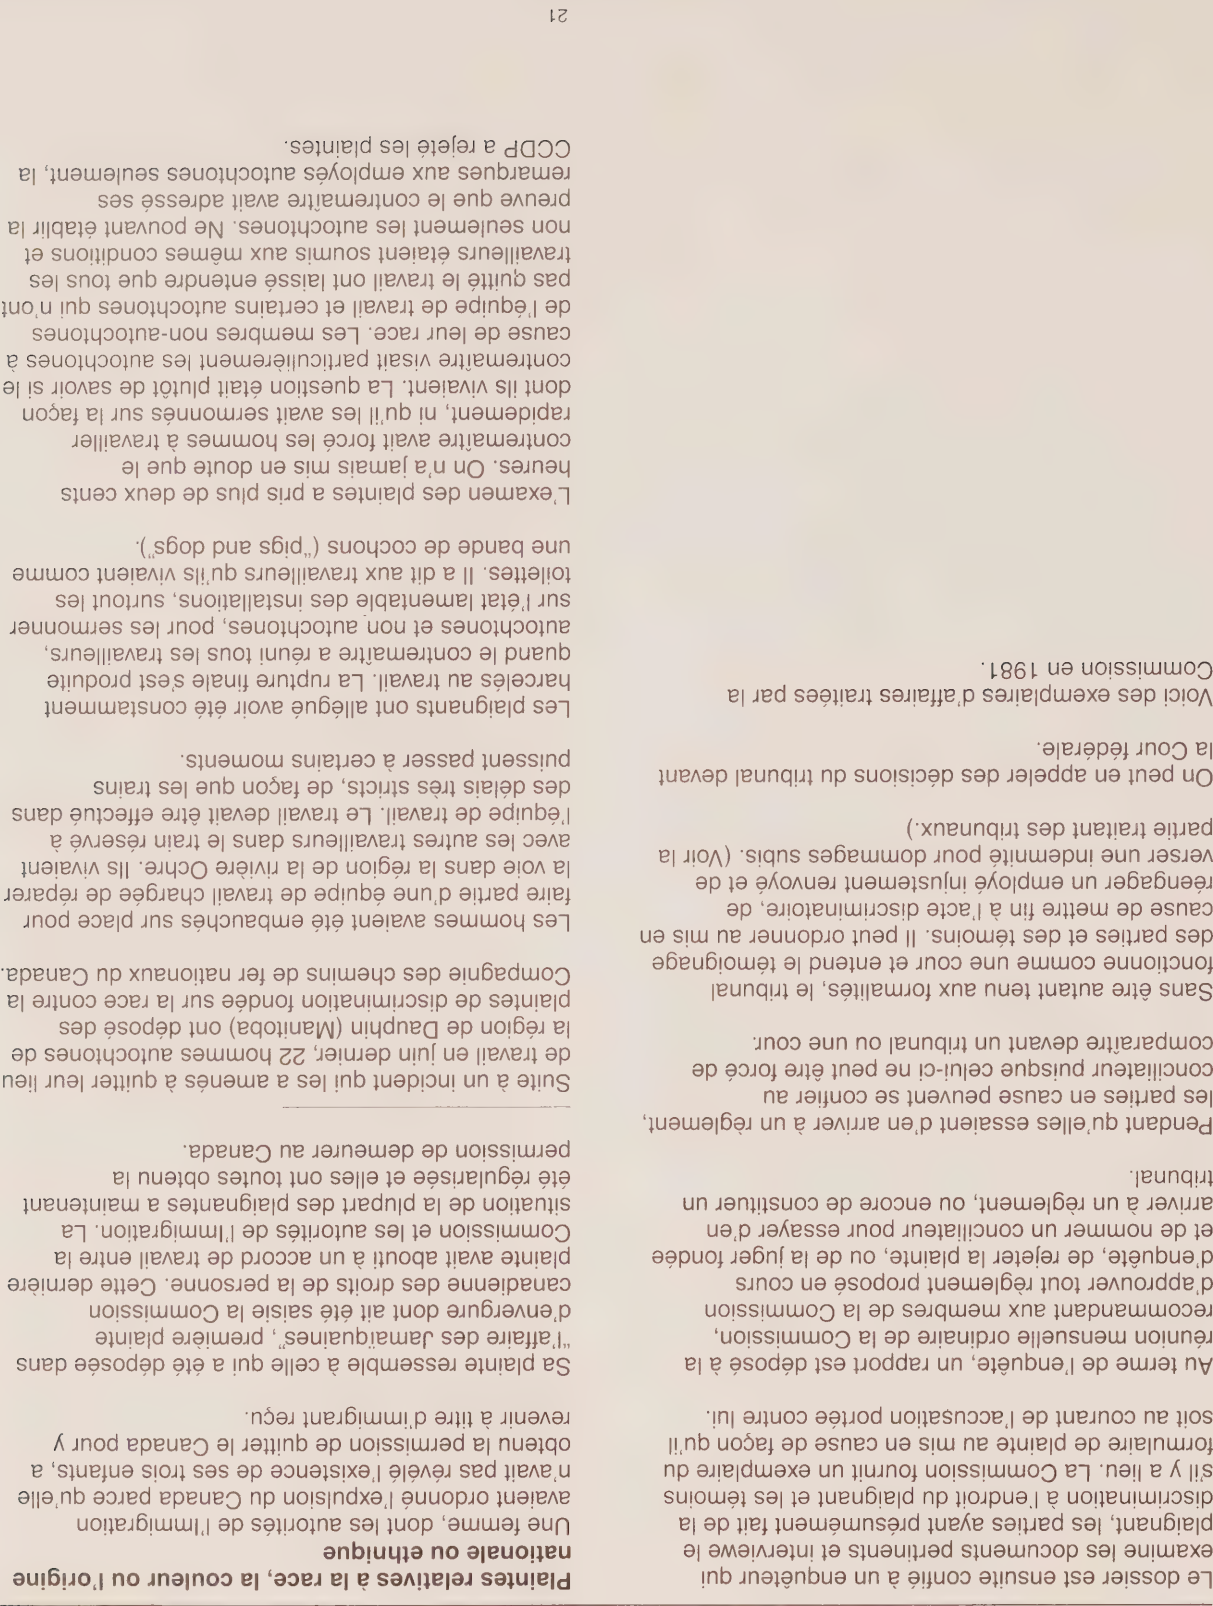 Le dossier est ensuite confié à un enquêteur qui
examine les documents pertinents et interviewe le
plaignant, les parties ayant présumément fait de la
discrimination à l'endroit du plaignant et les témoins
s'il y a lieu. La Commission fournit un exemplaire du
formulaire de plainte au mis en cause de façon qu'il
soit au courant de l'accusation portée contre lui.
Au terme de l'enquête, un rapport est déposé à la
réunion mensuelle ordinaire de la Commission,
recommandant aux membres de la Commission
d'approuver tout règlement proposé en cours
d'enquête, de rejeter la plainte, ou de la juger fondée
et de nommer un conciliateur pour essayer d'en
arriver à un règlement, ou encore de constituer un
tribunal.
Pendant qu'elles essaient d'en arriver à un règlement,
les parties en cause peuvent se confier au
conciliateur puisque celui-ci ne peut être forcé de
comparaître devant un tribunal ou une cour.
Sans être autant tenu aux formalités, le tribunal
fonctionne comme une cour et entend le témoignage
des parties et des témoins. Il peut ordonner au mis en
cause de mettre fin à l'acte discriminatoire, de
réengager un employé injustement renvoyé et de
verser une indemnité pour dommages subis. (Voir la
partie traitant des tribunaux.)
On peut en appeler des décisions du tribunal devant
la Cour fédérale.
Voici des exemplaires d'affaires traitées par la
Commission en 1981.
Plaintes relatives à la race, la couleur ou l'origine
nationale ou ethnique
Une femme, dont les autorités de l'Immigration
avaient ordonné l'expulsion du Canada parce qu'elle
n'avait pas révélé l'existence de ses trois enfants, a
obtenu la permission de quitter le Canada pour y
revenir à titre d'immigrant reçu.
Sa plainte ressemble à celle qui a été déposée dans
"l'affaire des Jamaïquaines", première plainte
d'envergure dont ait été saisie la Commission
canadienne des droits de la personne. Cette dernière
plainte avait abouti à un accord de travail entre la
Commission et les autorités de l'Immigration. La
situation de la plupart des plaignantes a maintenant
été régularisée et elles ont toutes obtenu la
permission de demeurer au Canada.
Suite à un incident qui les a amenés à quitter leur lieu
de travail en juin dernier, 22 hommes autochtones de
la région de Dauphin (Manitoba) ont déposé des
plaintes de discrimination fondée sur la race contre la
Compagnie des chemins de fer nationaux du Canada.
Les hommes avaient été embauchés sur place pour
faire partie d'une équipe de travail chargée de réparer
la voie dans la région de la rivière Ochre. Ils vivaient
avec les autres travailleurs dans le train réservé à
l'équipe de travail. Le travail devait être effectué dans
des délais très stricts, de façon que les trains
puissent passer à certains moments.
Les plaignants ont allégué avoir été constamment
harcelés au travail. La rupture finale s'est produite
quand le contremaître a réuni tous les travailleurs,
autochtones et non autochtones, pour les sermonner
sur l'état lamentable des installations, surtout les
toilettes. Il a dit aux travailleurs qu'ils vivaient comme
une bande de cochons ("pigs and dogs").
L'examen des plaintes a pris plus de deux cents
heures. On n'a jamais mis en doute que le
contremaître avait forcé les hommes à travailler
rapidement, ni qu'il les avait sermonnés sur la façon
dont ils vivaient. La question était plutôt de savoir si le
contremaître visait particulièrement les autochtones à
cause de leur race. Les membres non-autochtones
de l'équipe de travail et certains autochtones qui n'ont
pas quitté le travail ont laissé entendre que tous les
travailleurs étaient soumis aux mêmes conditions et
non seulement les autochtones. Ne pouvant établir la
preuve que le contremaître avait adressé ses
remarques aux employés autochtones seulement, la
CCDP a rejeté les plaintes.
21